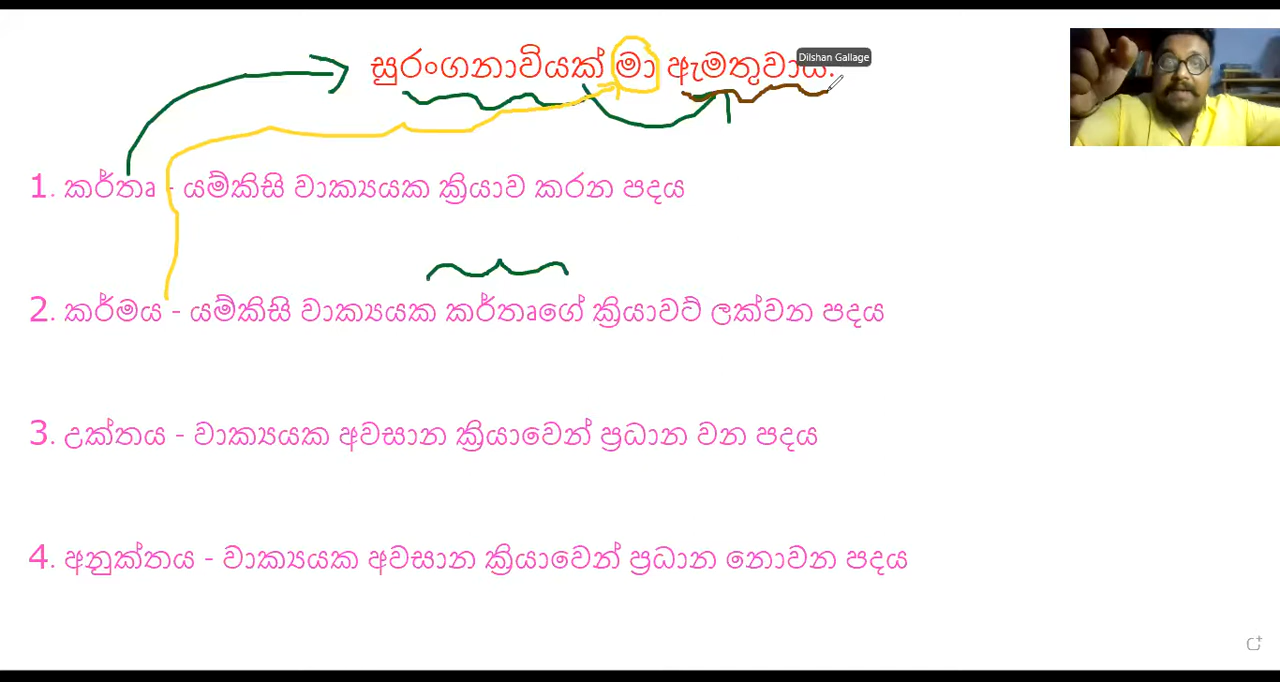 සුරංගනාවියක් මා ඇමතුවාය.
Dilshan Gallage
1. කර්තෘ - යම්කිසි වාක්‍යයක ක්‍රියාව කරන පදය
2. කර්මය - යම්කිසි වාක්‍යයක කර්තෘගේ ක්‍රියාවට් ලක්වන පදය
3. උක්තය - වාක්‍යයක අවසාන ක්‍රියාවෙන් ප්‍රධාන වන පදය
4. අනුක්තය - වාක්‍යයක අවසාන ක්‍රියාවෙන් ප්‍රධාන නොවන පදය